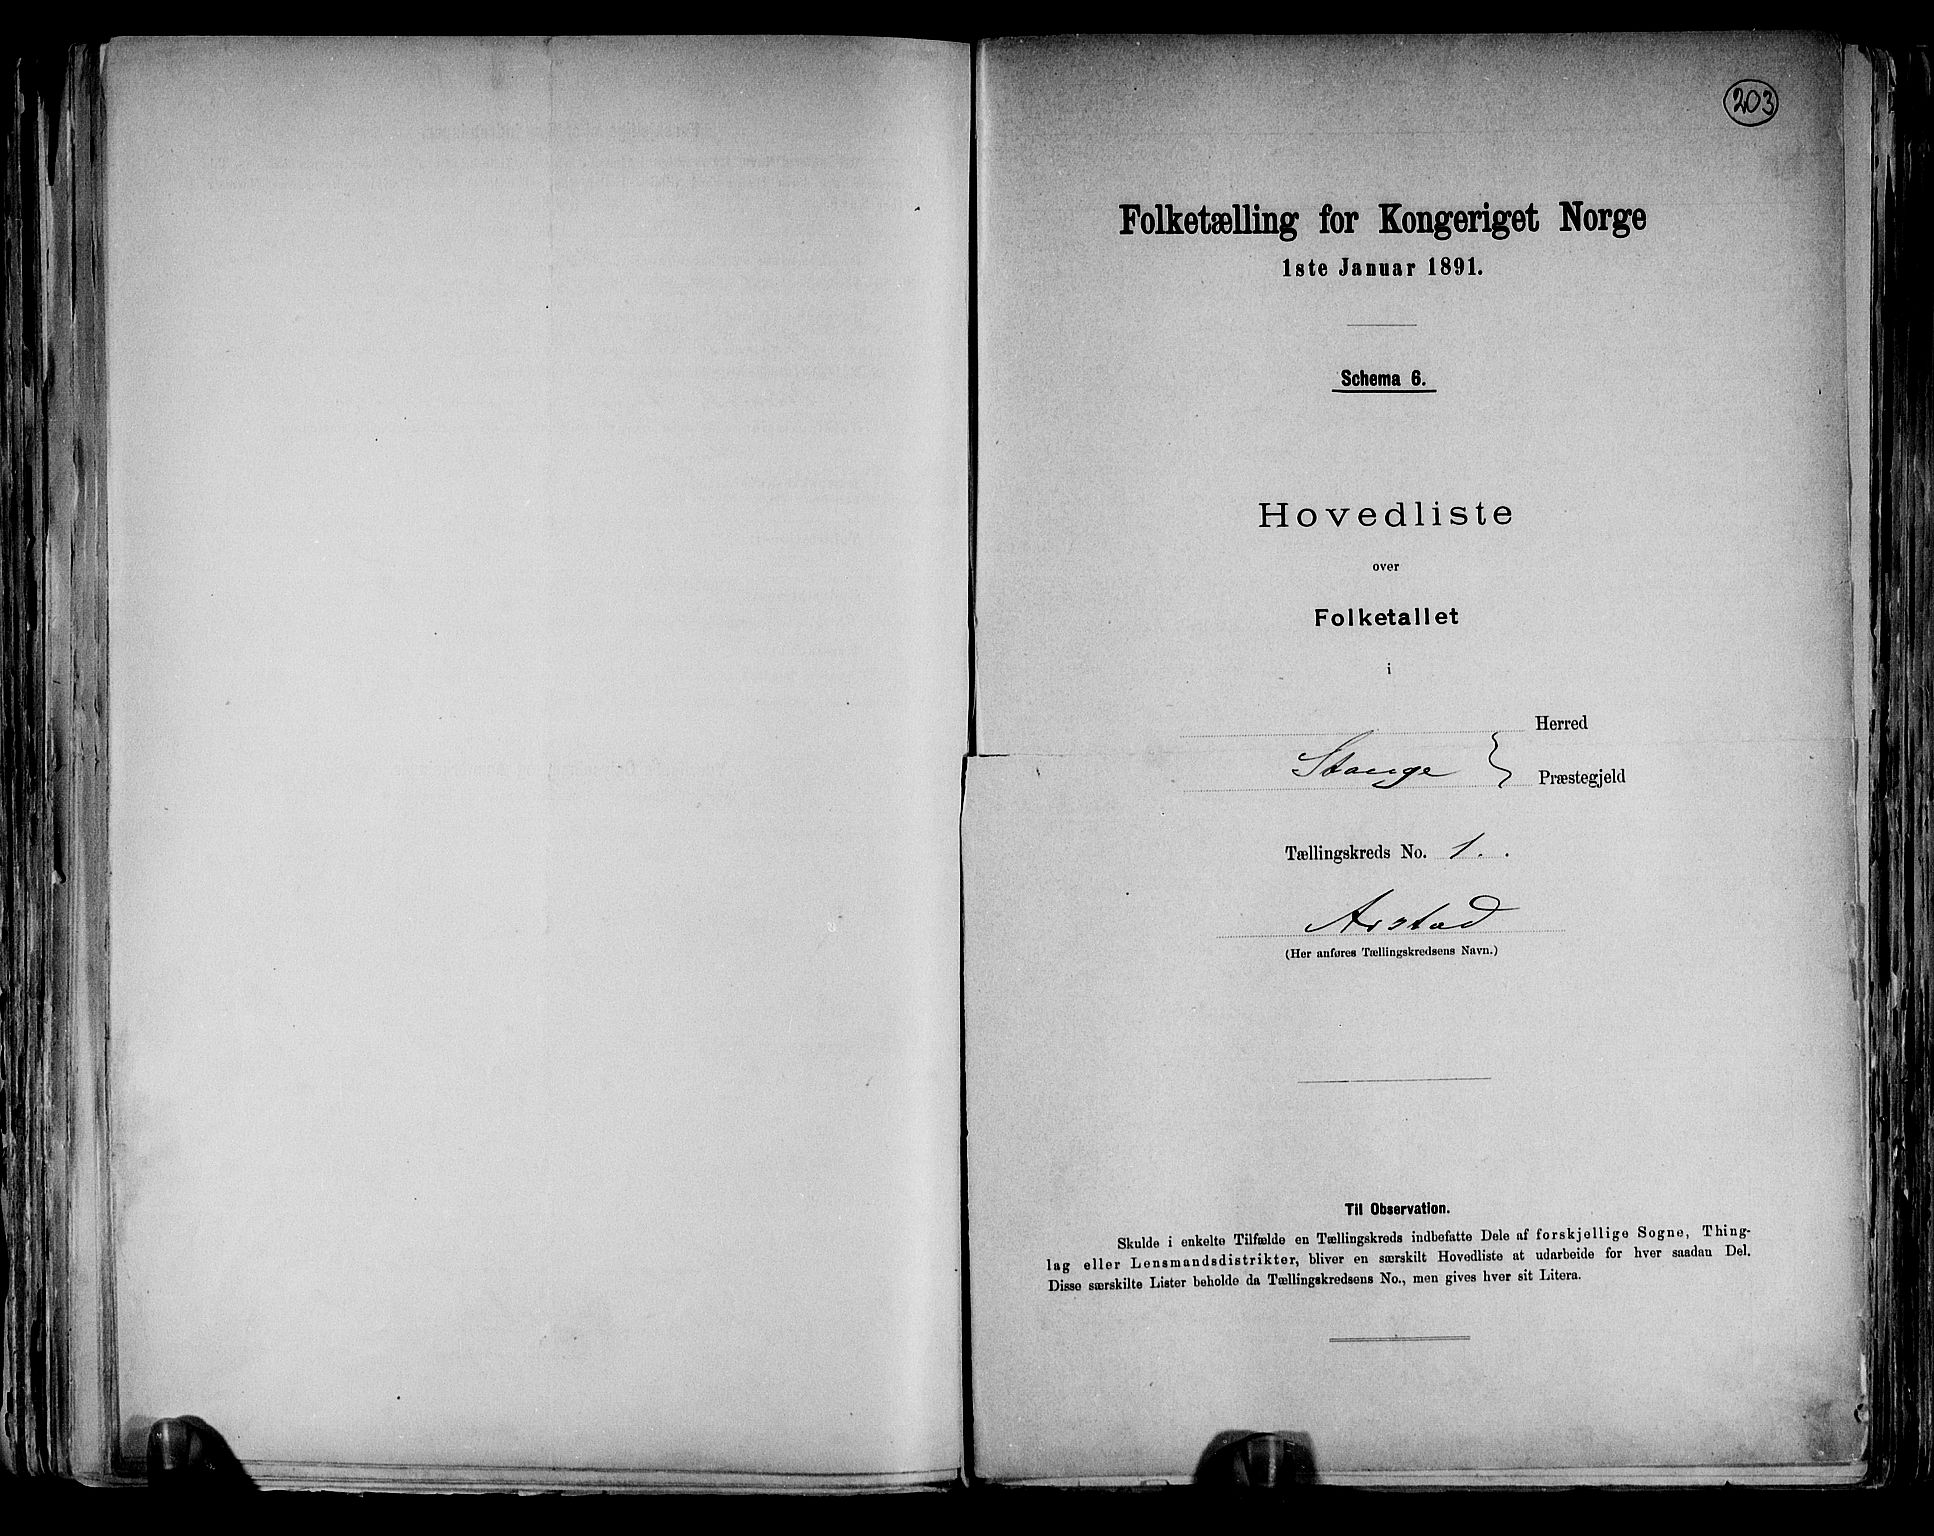 203
Folketælling for Kongeriget Norge
1ste Januar 1891.
Schema 6.
Hovedliste
over
Folketallet
i
Herred
Stange } Præstegjeld
Tællingskreds No. 1.
Arstad
(Her anføres Tællingskredsens Navn.)
Til Observation.
Skulde i enkelte Tilfælde en Tællingskreds indbefatte Dele af forskjellige Sogne, Thing-
lag eller Lensmandsdistrikter, bliver en særskilt Hovedliste at udarbeide for hver saadan Del.
Disse særskilte Lister beholde da Tællingskredsens No., men gives hver sit Litera.